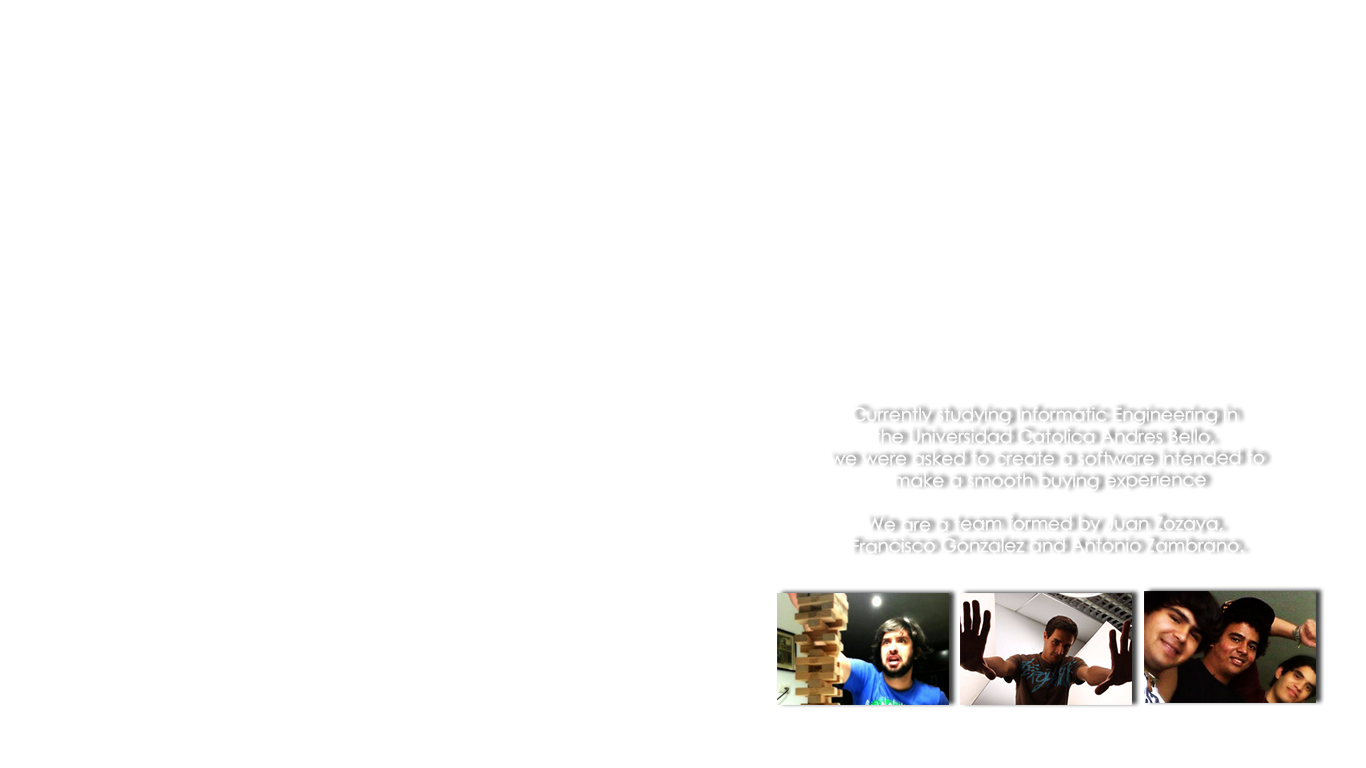 Currently studying Informatic Engineering in
the Universidad Catolica Andres Bello,
we were asked to create a software intended to
make a smooth buying experience
We are a team formed by Juan Zozaya,
Francisco Gonzalez and Antonio Zambrano.